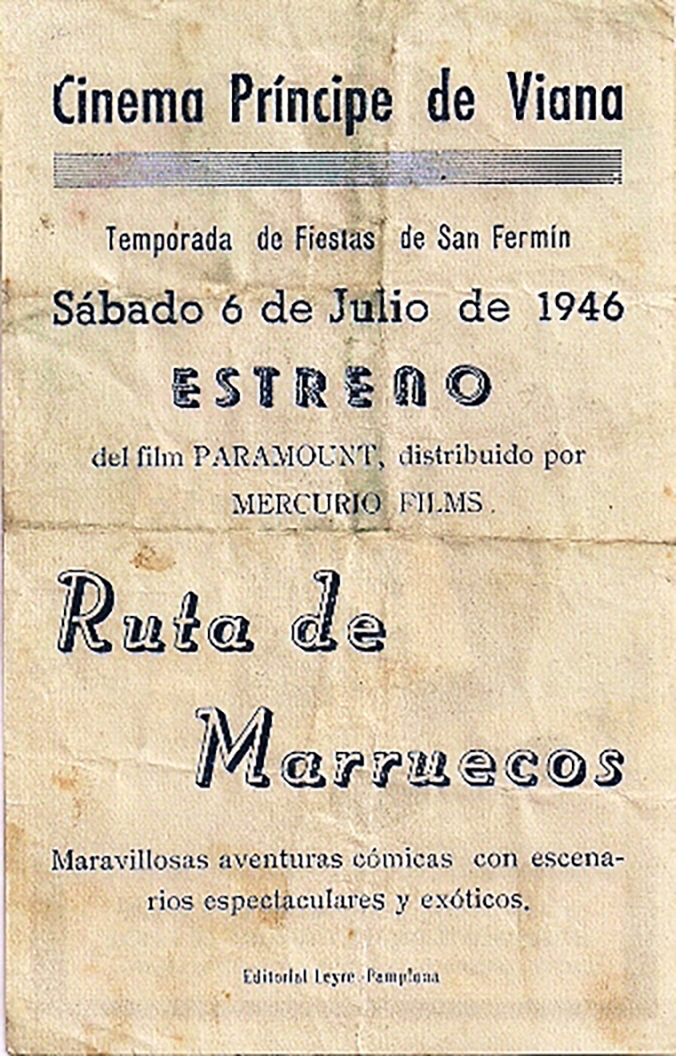 Cinema Príncipe de Viana
Temporada de Fiestas de San Fermín
Sábado 6 de Julio de 1946
ESTRENO
del film PARAMOUNT, distribuido por
MERCURIO FILMS.
Ruta de
Marruecos
Maravillosas aventuras cómicas con escena-
rios espectaculares y exóticos.
Editorial Leyre.-Pamplona